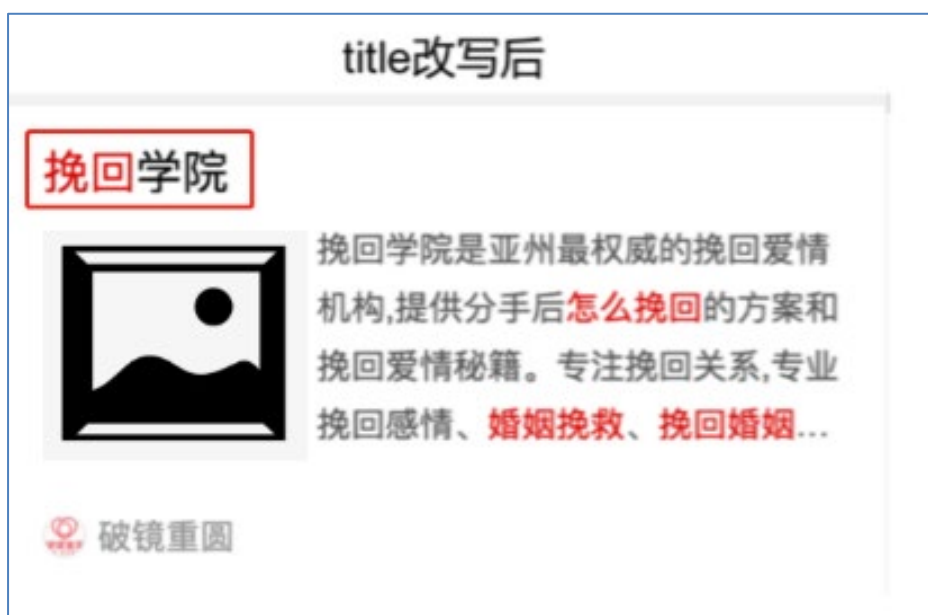 title改写后
挽回学院
挽回学院是亚州最权威的挽回爱情
机构,提供分手后怎么挽回的方案和
挽回爱情秘籍。专注挽回关系,专业
挽回感情、婚姻挽救、挽回婚姻...
破镜重圆